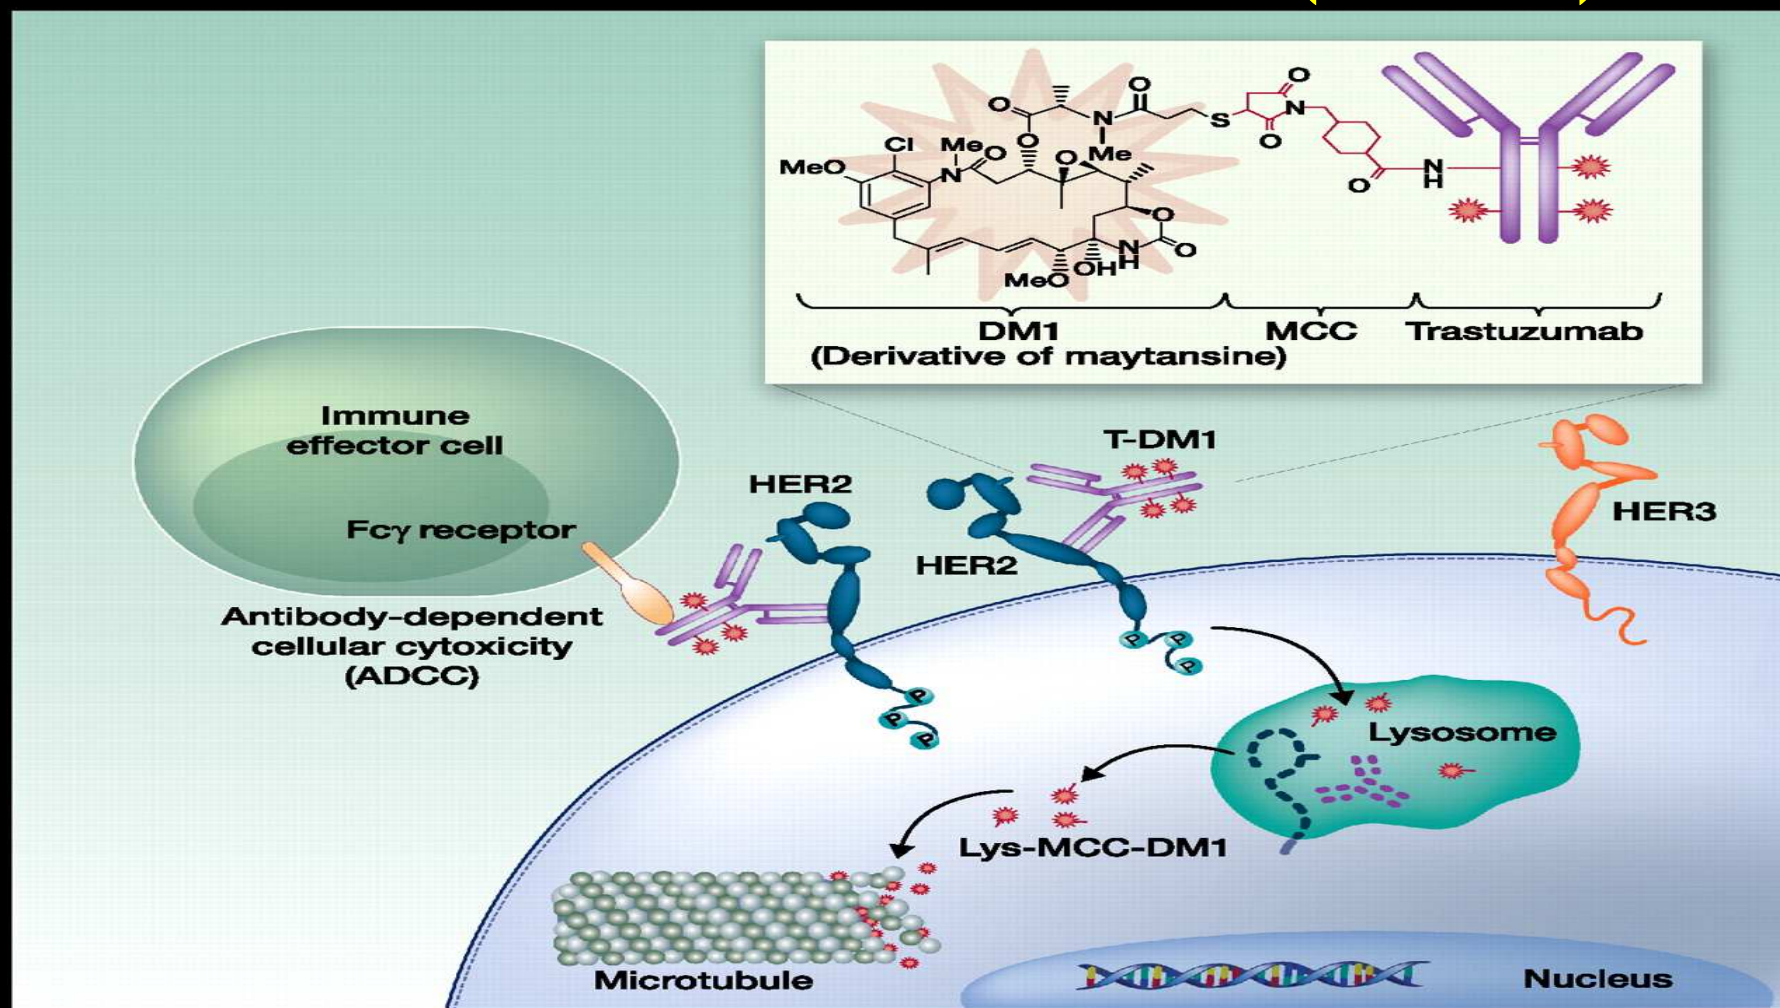 O
O
O
N
S
N
O
Me
O
O
Cl
Me
O
MeO
N
O
N
H
O
O
N
H
O
OH
MeO
DM1
(Derivative of maytansine)
MCC
Trastuzumab
Immune
effector cell
Fcγ receptor
Antibody-dependent
cellular cytoxicity
(ADCC)
HER2
T-DM1
HER2
HER3
P
P
P
P
P
P
Lysosome
Lys-MCC-DM1
Microtubule
Nucleus